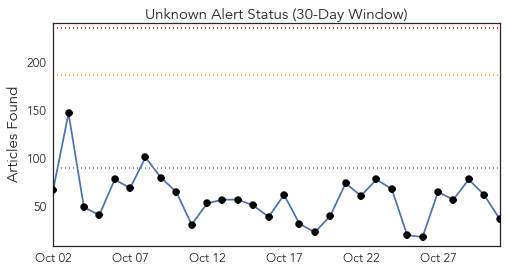 Unknown Alert Status (30-Day Window)
Articles Found
200
150
100
50
Oct 02 Oct 07 Oct 12 Oct 17 Oct 22 Oct 27